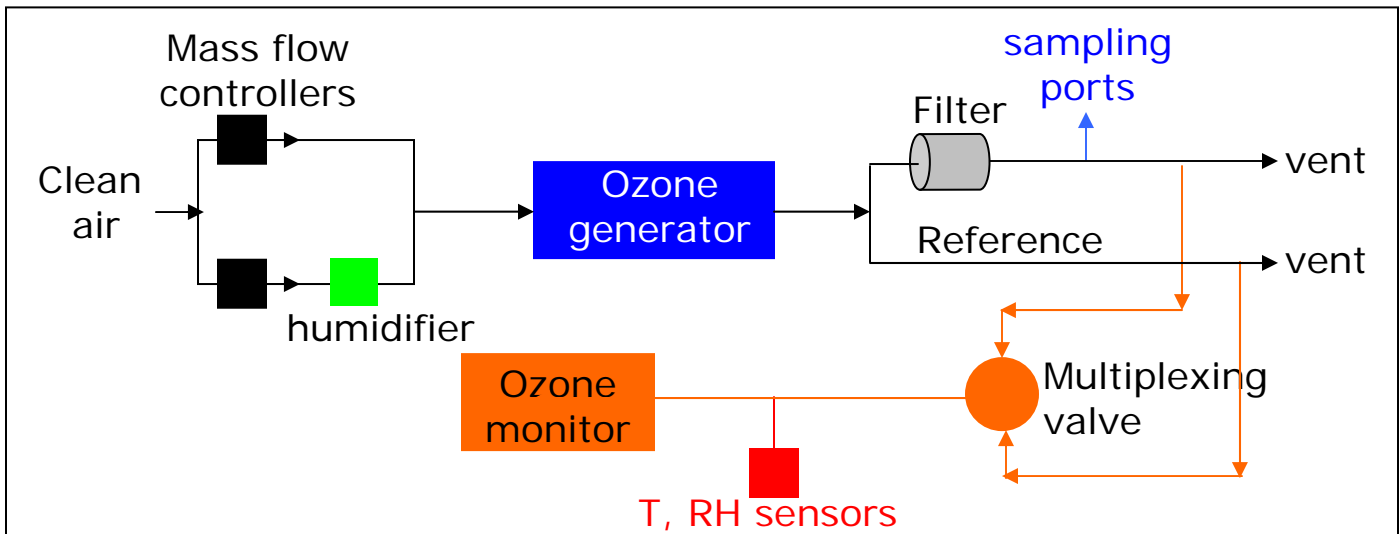 Mass flow
controllers
Clean
air
humidifier
Ozone
generator
Filter
sampling
ports
vent
Reference
vent
Ozone
monitor
Multiplexing
valve
T, RH sensors